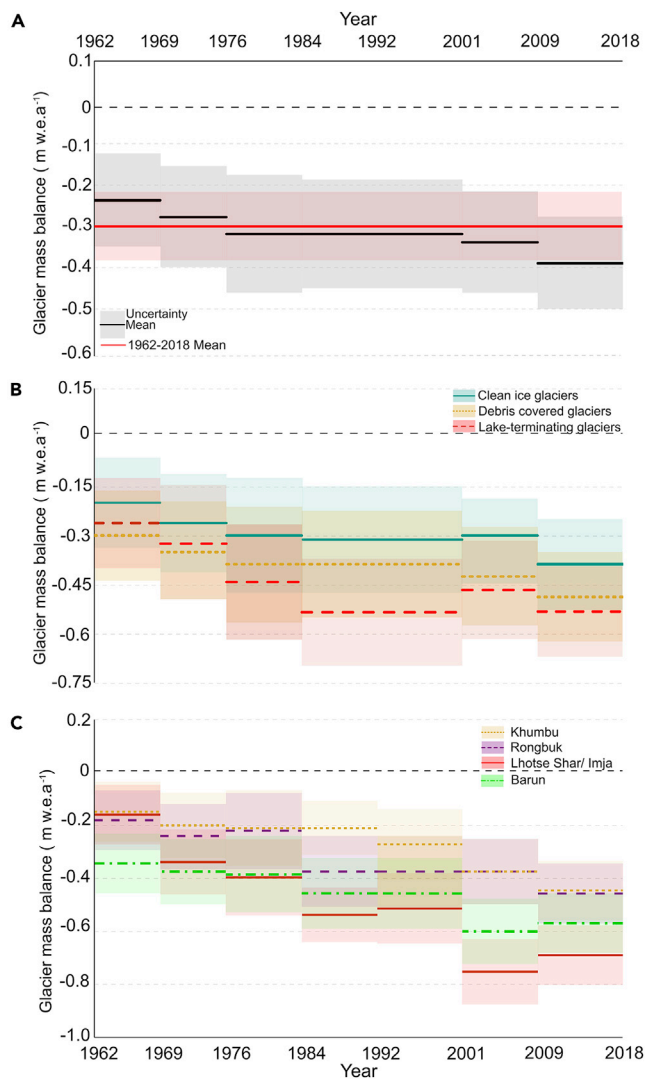 A
Year
1962 1969 1976 1984 1992 2001 2009 2018
0.1
0
-0.1
-0.2
-0.3
-0.4
-0.5
-0.6
Glacier mass balance ( m w.e.a⁻¹)
Uncertainty
Mean
1962-2018 Mean
B
0.15
0
-0.15
-0.3
-0.45
-0.6
-0.75
Glacier mass balance ( m w.e.a⁻¹)
Clean ice glaciers
Debris covered glaciers
Lake-terminating glaciers
C
0.2
0
-0.2
-0.4
-0.6
-0.8
-1.0
Glacier mass balance ( m w.e.a⁻¹)
Khumbu
Rongbuk
Lhotse Shar/ Imja
Barun
1962 1969 1976 1984 1992 2001 2009 2018
Year